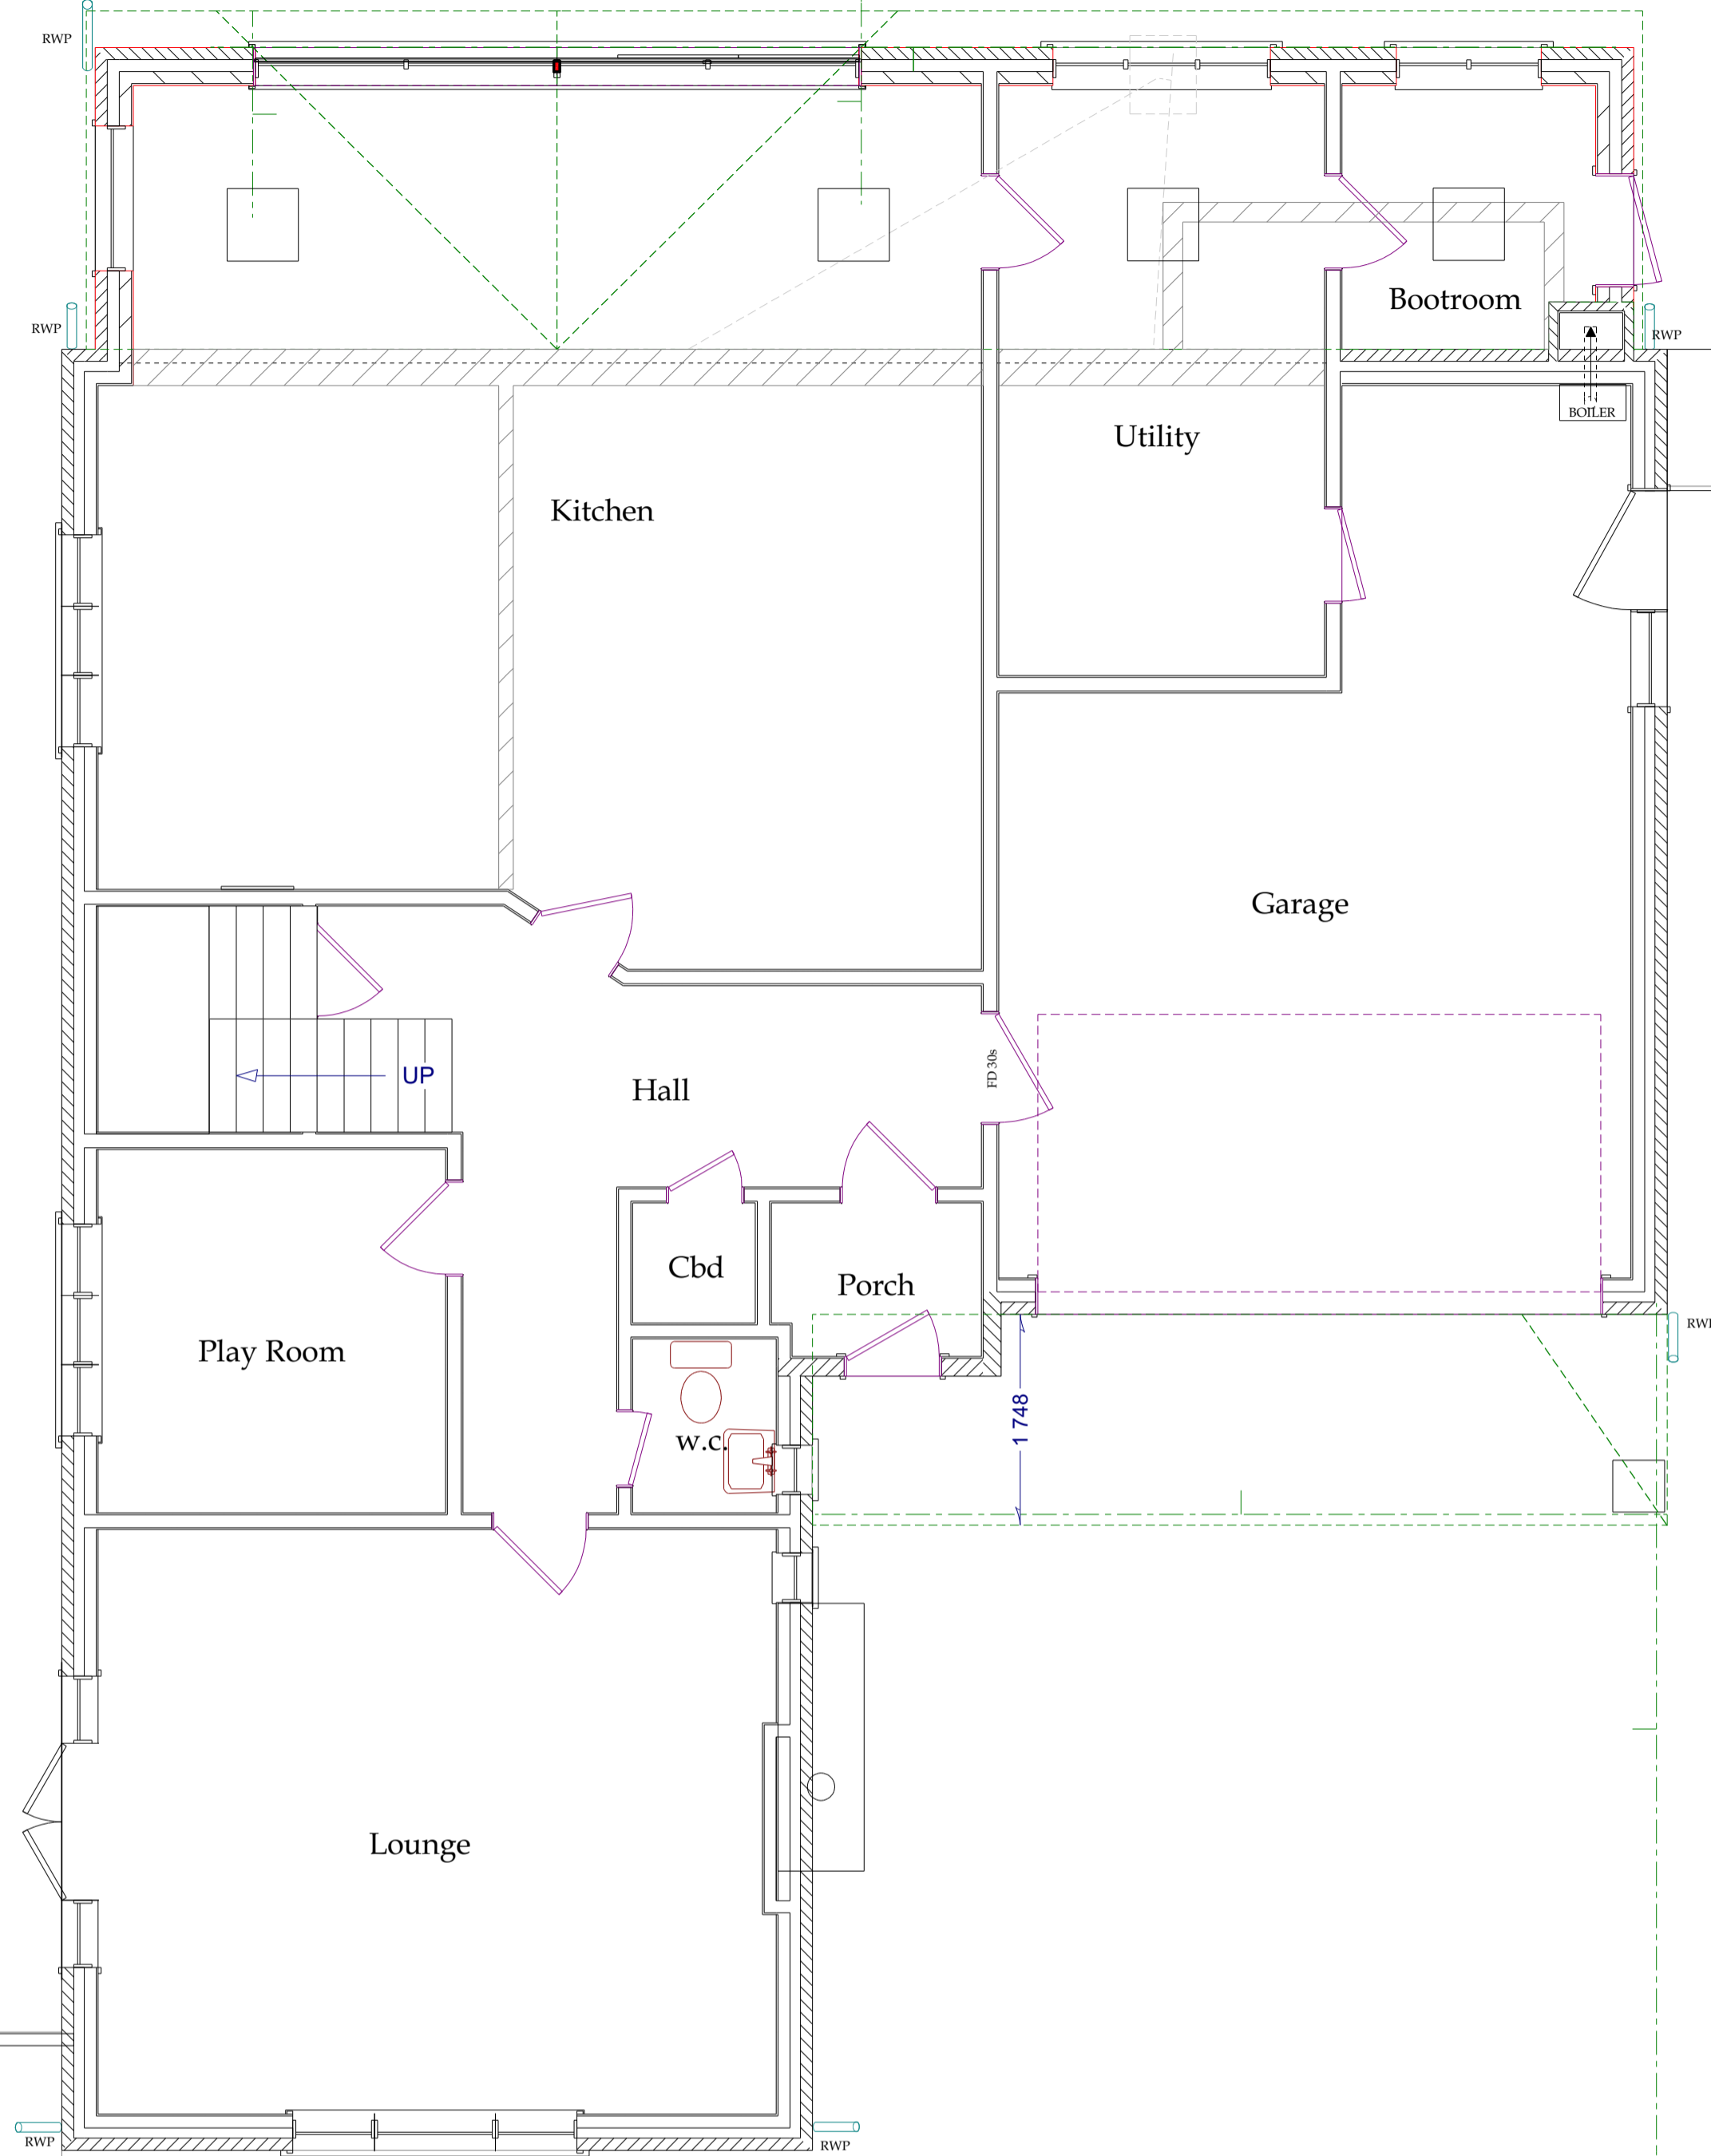 RWP
RWP
Bootroom
RWP
BOILER
Utility
Kitchen
Garage
FD 30s
UP
Hall
Cbd
Porch
RWP
Play Room
1 748
w.c.
Lounge
RWP
RWP